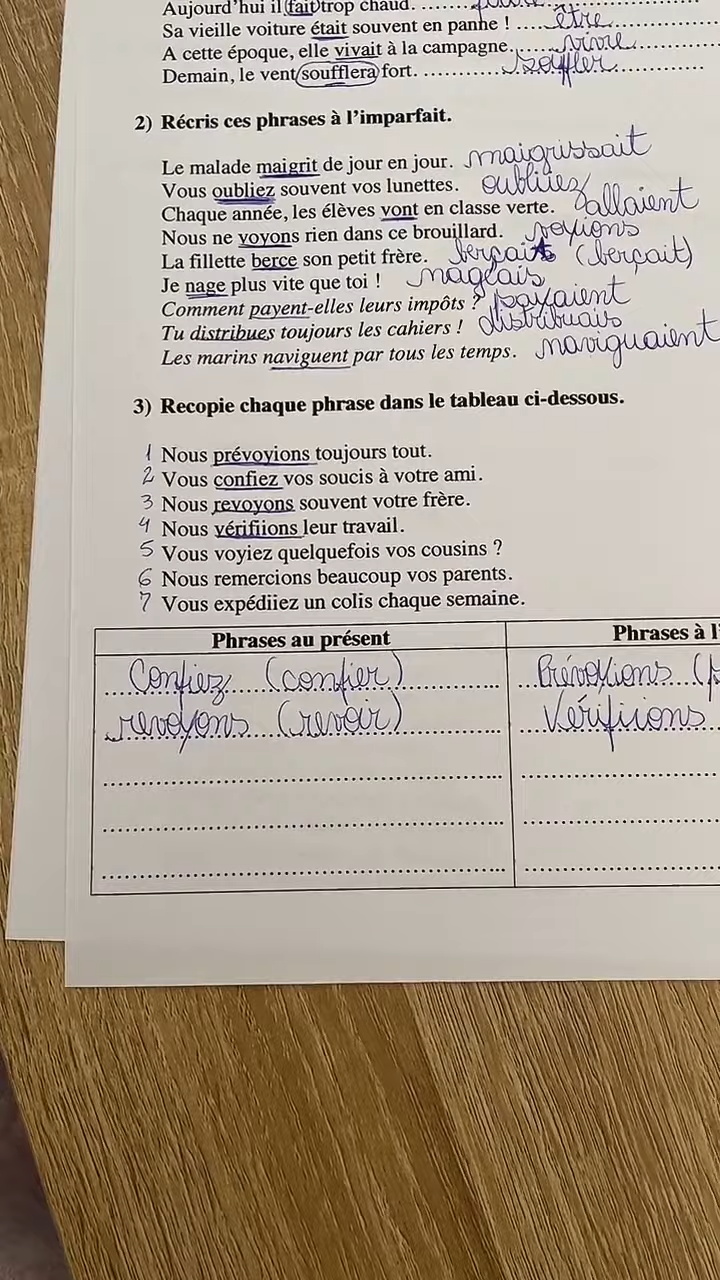 Aujourd'hui il fait trop chaud.
Sa vieille voiture était souvent en panne ! être
A cette époque, elle vivait à la campagne. vivre
Demain, le vent soufflera fort. souffler
2) Récris ces phrases à l'imparfait.
Le malade maigrit de jour en jour. maigrissait
Vous oubliez souvent vos lunettes. oubliiez
Chaque année, les élèves vont en classe verte. allaient
Nous ne voyons rien dans ce brouillard. voyions
La fillette berce son petit frère. berçait (berçait)
Je nage plus vite que toi ! nageais
Comment payent-elles leurs impôts ? payaient
Tu distribues toujours les cahiers ! distribuais
Les marins naviguent par tous les temps. naviguaient
3) Recopie chaque phrase dans le tableau ci-dessous.
1 Nous prévoyions toujours tout.
2 Vous confiez vos soucis à votre ami.
3 Nous revoyons souvent votre frère.
4 Nous vérifiions leur travail.
5 Vous voyiez quelquefois vos cousins ?
6 Nous remercions beaucoup vos parents.
7 Vous expédiiez un colis chaque semaine.
Phrases au présent Phrases à l'
Confiez (confier) Prévoyions (p
revoyons (revoir) Vérifiions